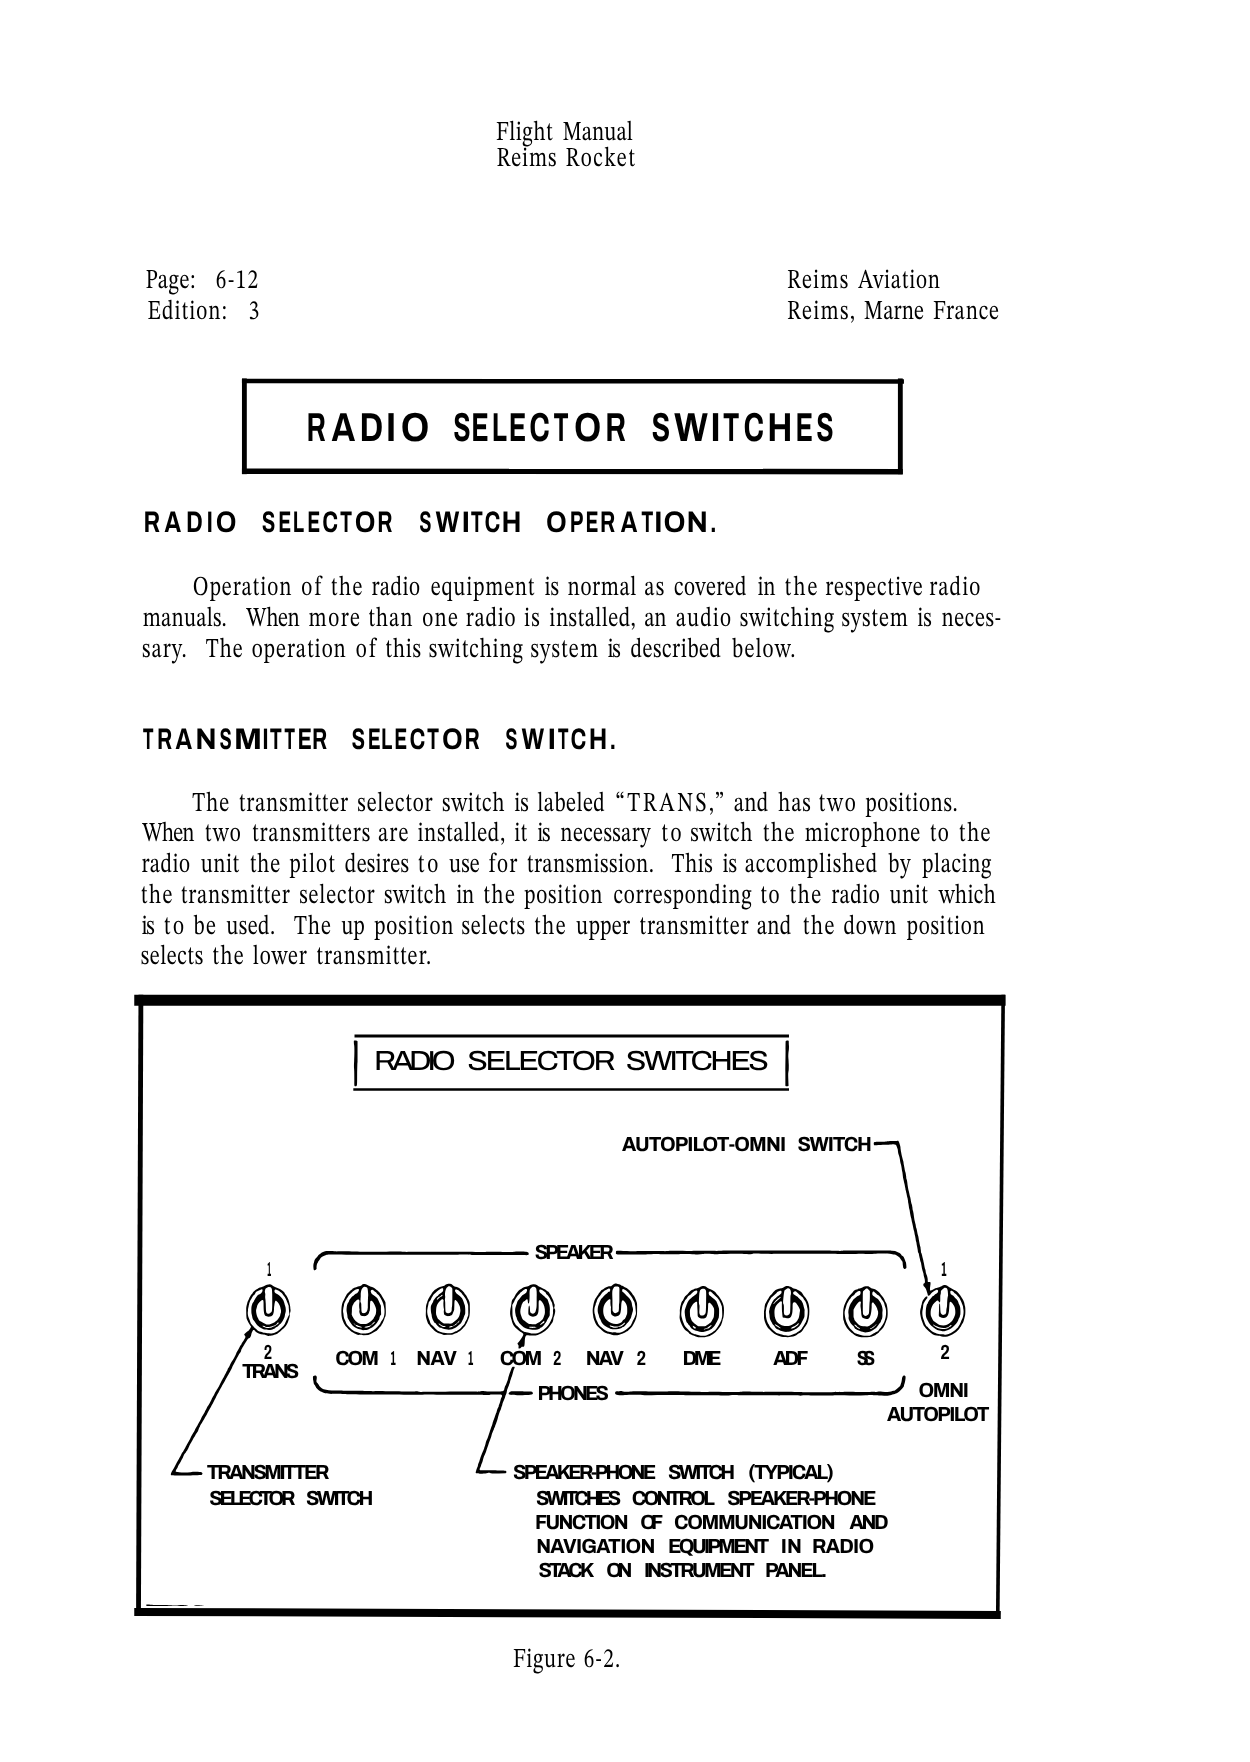 Flight Manual
Reims Rocket
Page: 6-12
Edition: 3
Reims Aviation
Reims, Marne France
RADIO SELECTOR SWITCHES
RADIO SELECTOR SWITCH OPERATION.
Operation of the radio equipment is normal as covered in the respective radio
manuals. When more than one radio is installed, an audio switching system is neces-
sary. The operation of this switching system is described below.
TRANSMITTER SELECTOR SWITCH.
The transmitter selector switch is labeled “TRANS,” and has two positions.
When two transmitters are installed, it is necessary to switch the microphone to the
radio unit the pilot desires to use for transmission. This is accomplished by placing
the transmitter selector switch in the position corresponding to the radio unit which
is to be used. The up position selects the upper transmitter and the down position
selects the lower transmitter.
RADIO SELECTOR SWITCHES
AUTOPILOT-OMNI SWITCH
SPEAKER
1
1
2
TRANS
COM 1
NAV 1
COM 2
NAV 2
DME
ADF
SS
2
PHONES
OMNI
AUTOPILOT
TRANSMITTER
SELECTOR SWITCH
SPEAKER-PHONE SWITCH (TYPICAL)
SWITCHES CONTROL SPEAKER-PHONE
FUNCTION OF COMMUNICATION AND
NAVIGATION EQUIPMENT IN RADIO
STACK ON INSTRUMENT PANEL.
Figure 6-2.